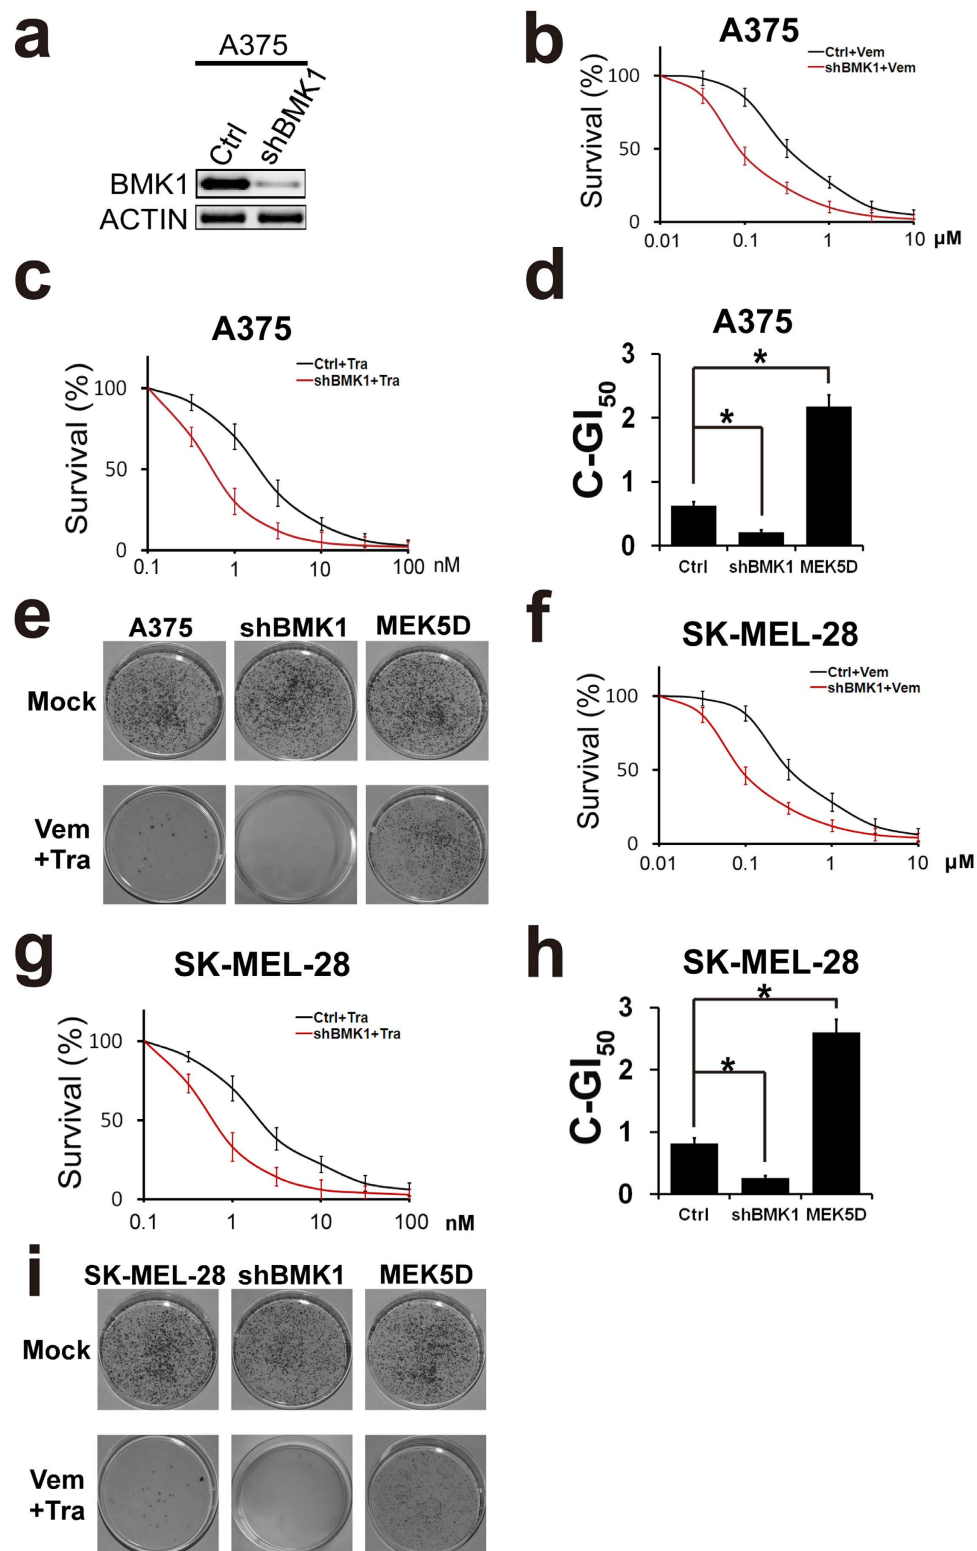 a
A375
Ctrl
shBMK1
BMK1
ACTIN
b
A375
Ctrl+Vem
shBMK1+Vem
Survival (%)
100
50
0
0.01 0.1 1 10 µM
c
A375
Ctrl+Tra
shBMK1+Tra
Survival (%)
100
50
0
0.1 1 10 100 nM
d
A375
C-GI50
3
2
1
0
*
*
Ctrl shBMK1 MEK5D
e
A375 shBMK1 MEK5D
Mock
Vem
+Tra
f
SK-MEL-28
Ctrl+Vem
shBMK1+Vem
Survival (%)
100
50
0
0.01 0.1 1 10 µM
g
SK-MEL-28
Ctrl+Tra
shBMK1+Tra
Survival (%)
100
50
0
0.1 1 10 100 nM
h
SK-MEL-28
C-GI50
3
2
1
0
*
*
Ctrl shBMK1 MEK5D
i
SK-MEL-28 shBMK1 MEK5D
Mock
Vem
+Tra